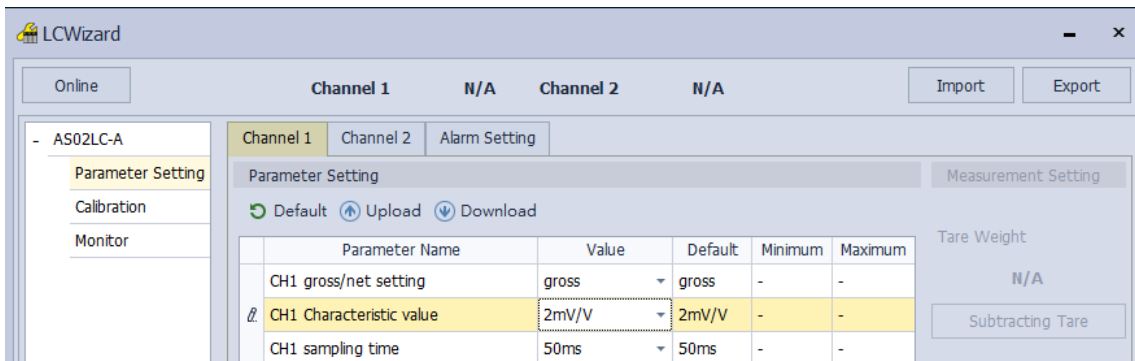 LCWizard
Online Channel 1 N/A Channel 2 N/A Import Export
- AS02LC-A
Parameter Setting
Calibration
Monitor
Channel 1 Channel 2 Alarm Setting
Parameter Setting
Default Upload Download
Parameter Name Value Default Minimum Maximum
CH1 gross/net setting gross gross - -
CH1 Characteristic value 2mV/V 2mV/V - -
CH1 sampling time 50ms 50ms - -
Measurement Setting
Tare Weight
N/A
Subtracting Tare